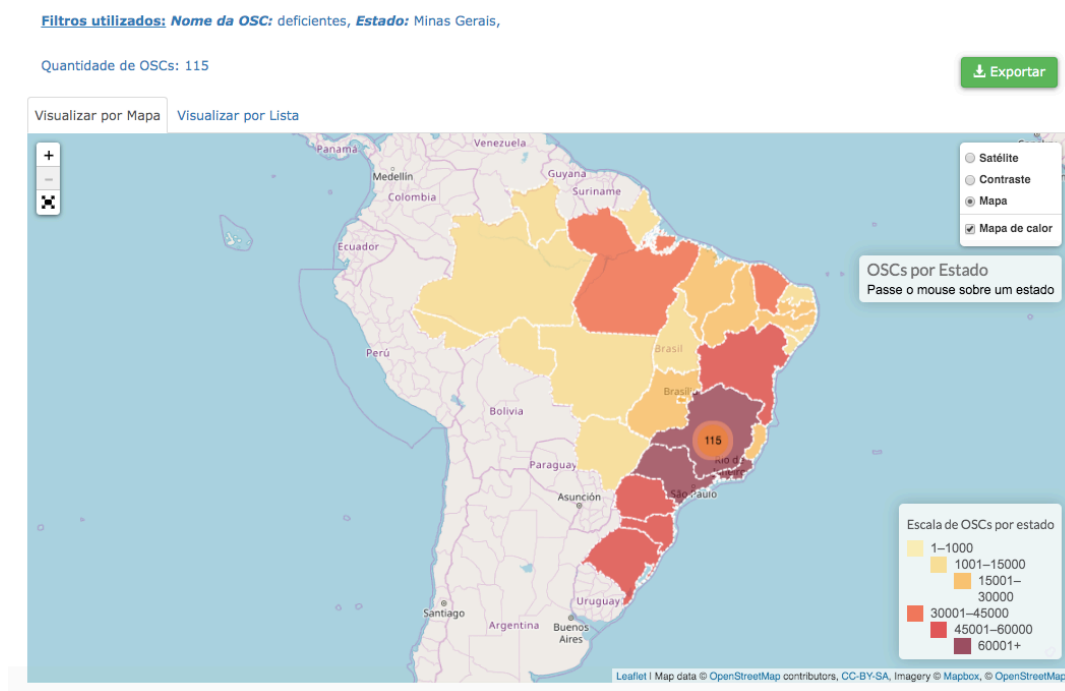 Filtros utilizados: Nome da OSC: deficientes, Estado: Minas Gerais,
Quantidade de OSCs: 115
Exportar
Visualizar por Mapa
Visualizar por Lista
+
−
Satélite
Contraste
Mapa
Mapa de calor
OSCs por Estado
Passe o mouse sobre um estado
Panamá
Venezuela
Medellín
Colombia
Guyana
Suriname
Ecuador
Perú
Brasil
Brasíl
Bolivia
115
Rio de
Janeiro
São Paulo
Paraguay
Asunción
Uruguay
Santiago
Argentina
Buenos
Aires
Escala de OSCs por estado
1–1000
1001–15000
15001–
30000
30001–45000
45001–60000
60001+
Leaflet | Map data © OpenStreetMap contributors, CC-BY-SA, Imagery © Mapbox, © OpenStreetMap